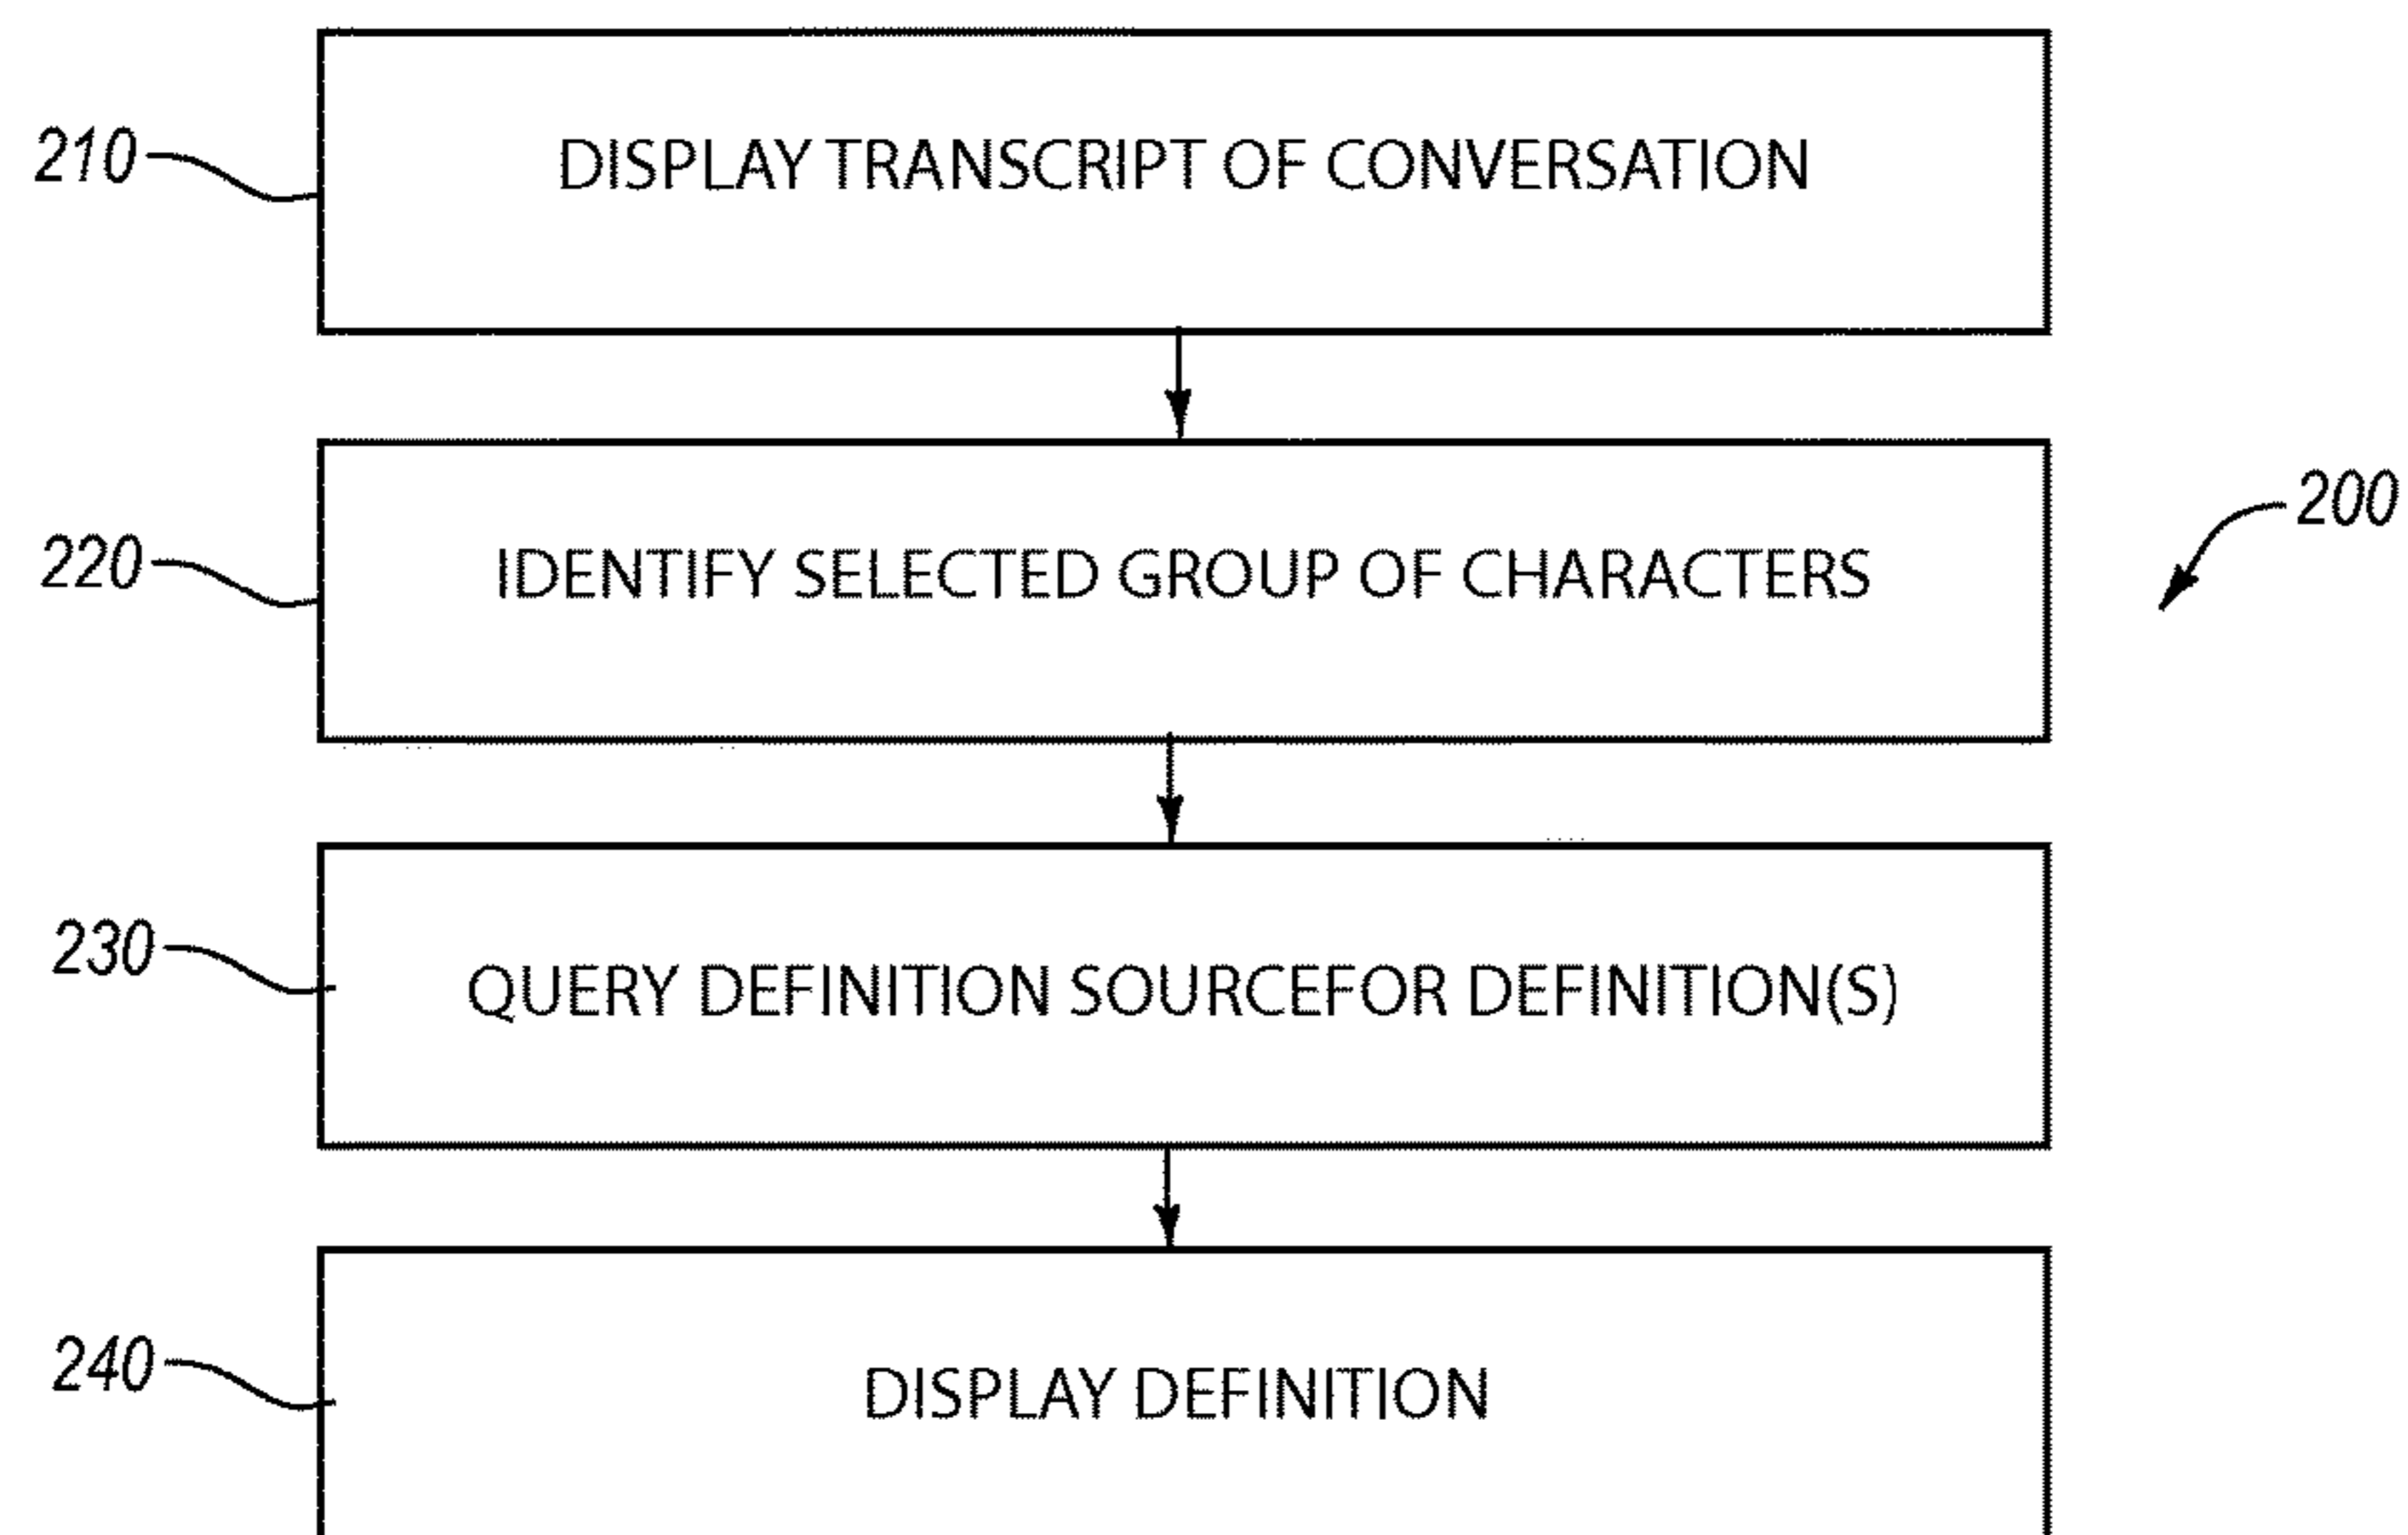 210
DISPLAY TRANSCRIPT OF CONVERSATION
220
IDENTIFY SELECTED GROUP OF CHARACTERS
200
230
QUERY DEFINITION SOURCEFOR DEFINITION(S)
240
DISPLAY DEFINITION